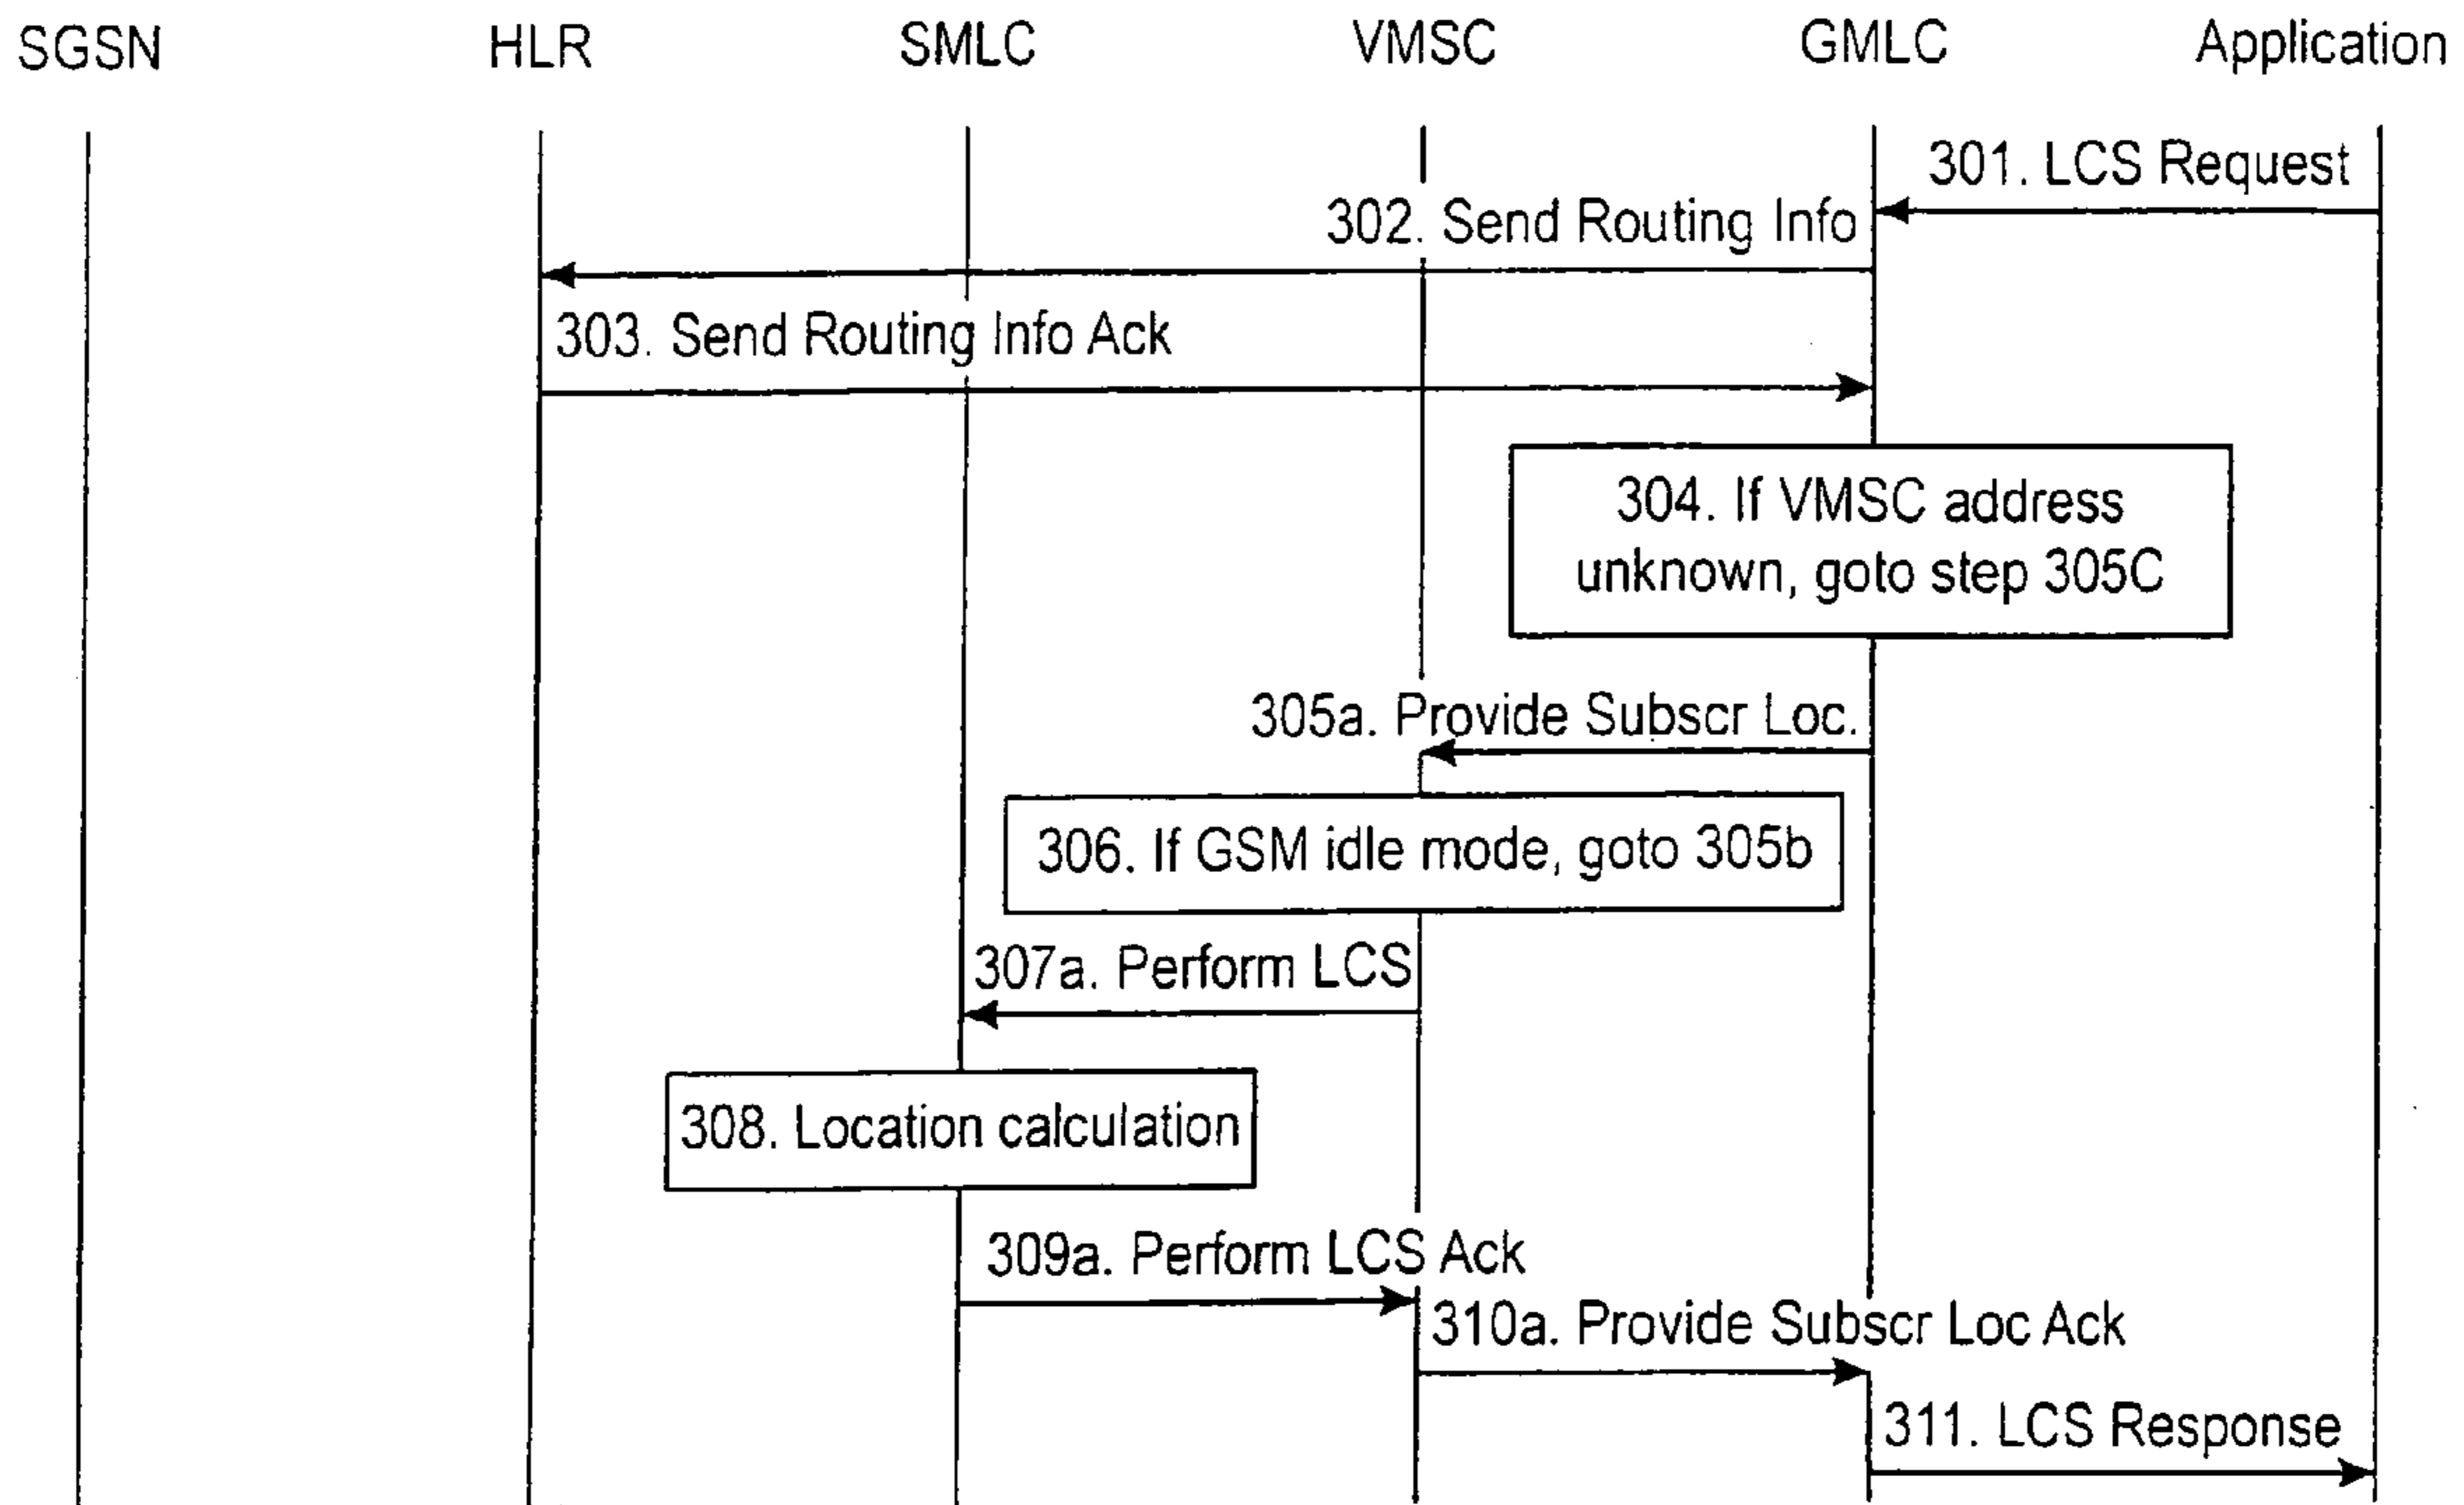 SGSN HLR SMLC VMSC GMLC Application
301. LCS Request
302. Send Routing Info
303. Send Routing Info Ack
304. If VMSC address
unknown, goto step 305C
305a. Provide Subscr Loc.
306. If GSM idle mode, goto 305b
307a. Perform LCS
308. Location calculation
309a. Perform LCS Ack
310a. Provide Subscr Loc Ack
311. LCS Response